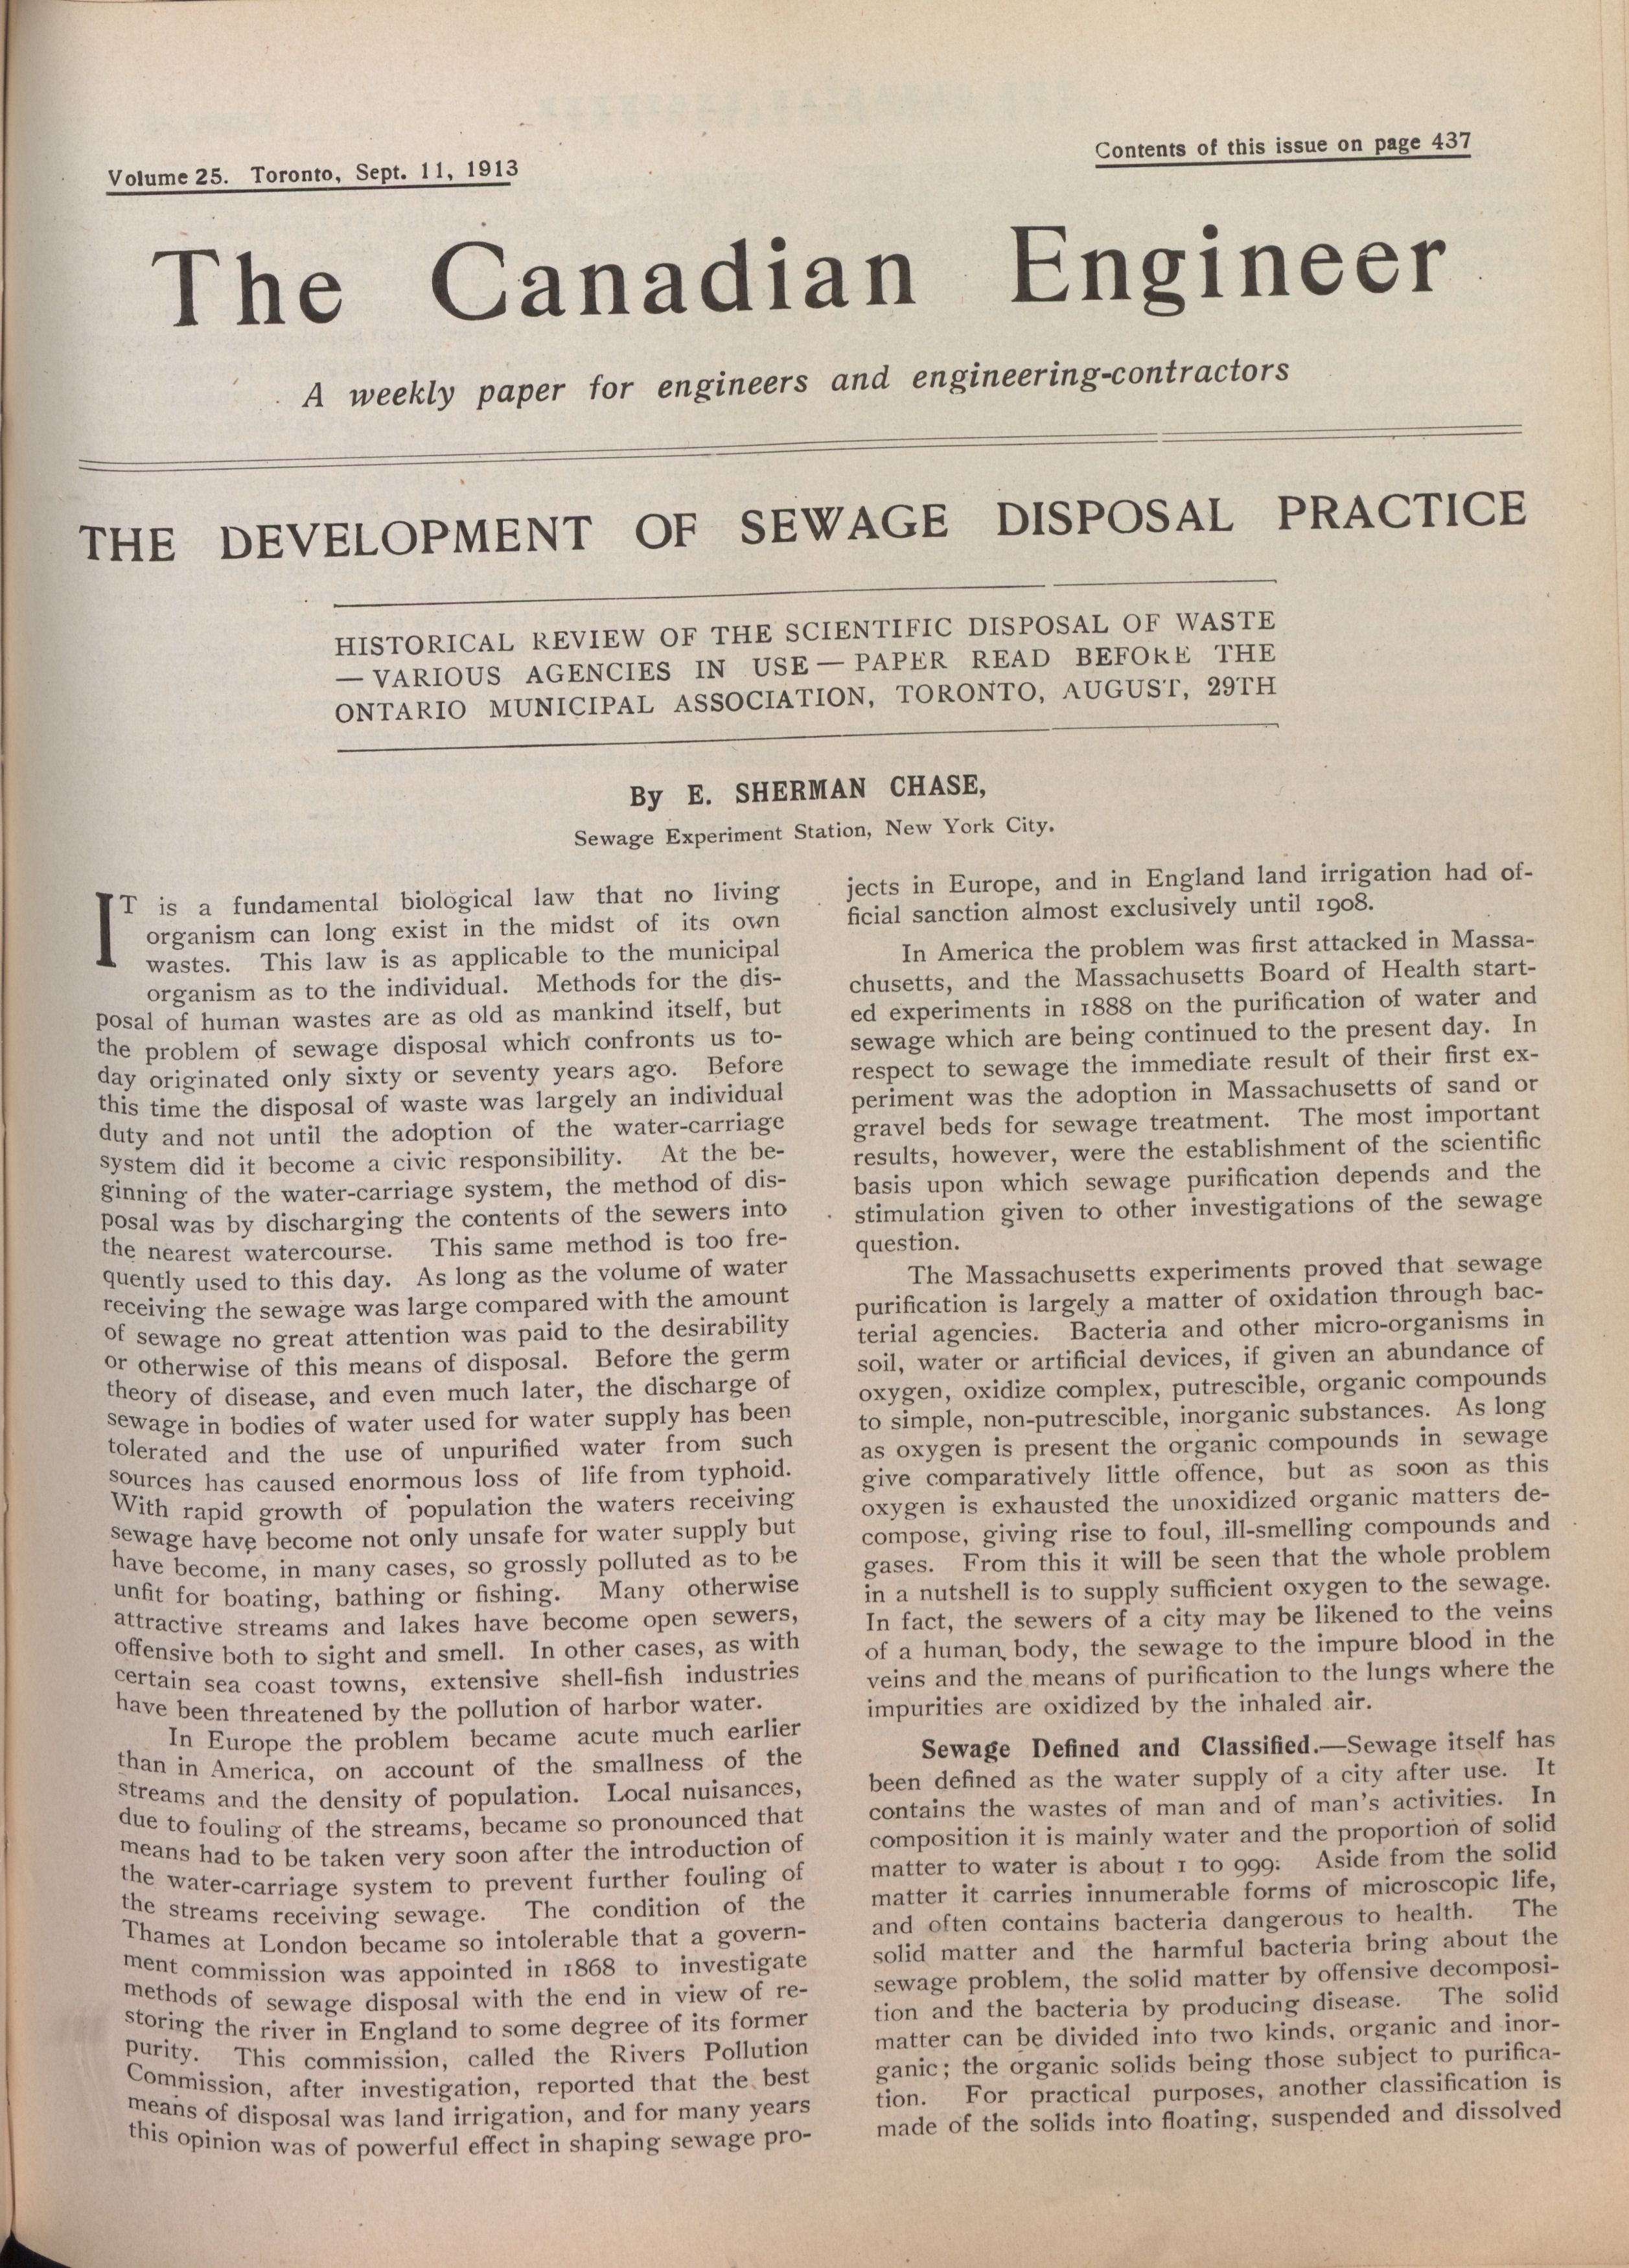 Volume 25. Toronto, Sept. 11, 1913
Contents of this issue on page 437
The Canadian Engineer
A weekly paper for engineers and engineering-contractors
THE DEVELOPMENT OF SEWAGE DISPOSAL PRACTICE
HISTORICAL REVIEW OF THE SCIENTIFIC DISPOSAL OF WASTE
— VARIOUS AGENCIES IN USE — PAPER READ BEFORE THE
ONTARIO MUNICIPAL ASSOCIATION, TORONTO, AUGUST, 29TH
By E. SHERMAN CHASE,
Sewage Experiment Station, New York City.
IT is a fundamental biological law that no living
organism can long exist in the midst of its own
wastes. This law is as applicable to the municipal
organism as to the individual. Methods for the dis-
posal of human wastes are as old as mankind itself, but
the problem of sewage disposal which confronts us to-
day originated only sixty or seventy years ago. Before
this time the disposal of waste was largely an individual
duty and not until the adoption of the water-carriage
system did it become a civic responsibility. At the be-
ginning of the water-carriage system, the method of dis-
posal was by discharging the contents of the sewers into
the nearest watercourse. This same method is too fre-
quently used to this day. As long as the volume of water
receiving the sewage was large compared with the amount
of sewage no great attention was paid to the desirability
or otherwise of this means of disposal. Before the germ
theory of disease, and even much later, the discharge of
sewage in bodies of water used for water supply has been
tolerated and the use of unpurified water from such
sources has caused enormous loss of life from typhoid.
With rapid growth of population the waters receiving
sewage have become not only unsafe for water supply but
have become, in many cases, so grossly polluted as to be
unfit for boating, bathing or fishing. Many otherwise
attractive streams and lakes have become open sewers,
offensive both to sight and smell. In other cases, as with
certain sea coast towns, extensive shell-fish industries
have been threatened by the pollution of harbor water.
In Europe the problem became acute much earlier
than in America, on account of the smallness of the
streams and the density of population. Local nuisances,
due to fouling of the streams, became so pronounced that
means had to be taken very soon after the introduction of
the water-carriage system to prevent further fouling of
the streams receiving sewage. The condition of the
Thames at London became so intolerable that a govern-
ment commission was appointed in 1868 to investigate
methods of sewage disposal with the end in view of re-
storing the river in England to some degree of its former
purity. This commission, called the Rivers Pollution
Commission, after investigation, reported that the best
means of disposal was land irrigation, and for many years
this opinion was of powerful effect in shaping sewage pro-
jects in Europe, and in England land irrigation had of-
ficial sanction almost exclusively until 1908.
In America the problem was first attacked in Massa-
chusetts, and the Massachusetts Board of Health start-
ed experiments in 1888 on the purification of water and
sewage which are being continued to the present day. In
respect to sewage the immediate result of their first ex-
periment was the adoption in Massachusetts of sand or
gravel beds for sewage treatment. The most important
results, however, were the establishment of the scientific
basis upon which sewage purification depends and the
stimulation given to other investigations of the sewage
question.
The Massachusetts experiments proved that sewage
purification is largely a matter of oxidation through bac-
terial agencies. Bacteria and other micro-organisms in
soil, water or artificial devices, if given an abundance of
oxygen, oxidize complex, putrescible, organic compounds
to simple, non-putrescible, inorganic substances. As long
as oxygen is present the organic compounds in sewage
give comparatively little offence, but as soon as this
oxygen is exhausted the unoxidized organic matters de-
compose, giving rise to foul, ill-smelling compounds and
gases. From this it will be seen that the whole problem
in a nutshell is to supply sufficient oxygen to the sewage.
In fact, the sewers of a city may be likened to the veins
of a human body, the sewage to the impure blood in the
veins and the means of purification to the lungs where the
impurities are oxidized by the inhaled air.
Sewage Defined and Classified.—Sewage itself has
been defined as the water supply of a city after use. It
contains the wastes of man and of man's activities. In
composition it is mainly water and the proportion of solid
matter to water is about 1 to 999. Aside from the solid
matter it carries innumerable forms of microscopic life,
and often contains bacteria dangerous to health. The
solid matter and the harmful bacteria bring about the
sewage problem, the solid matter by offensive decomposi-
tion and the bacteria by producing disease. The solid
matter can be divided into two kinds, organic and inor-
ganic; the organic solids being those subject to purifica-
tion. For practical purposes, another classification is
made of the solids into floating, suspended and dissolved